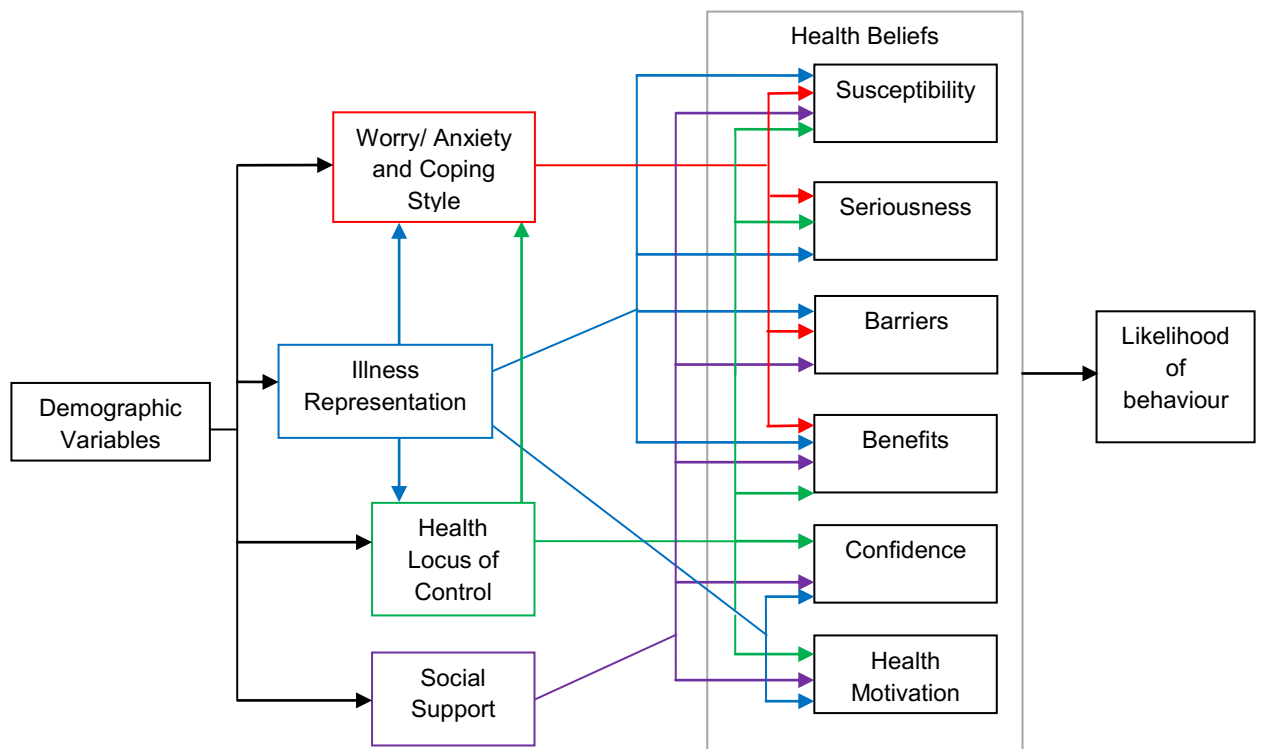 Health Beliefs
Susceptibility
Worry/ Anxiety
and Coping
Style
Seriousness
Barriers
Likelihood
of
behaviour
Illness
Representation
Demographic
Variables
Benefits
Health
Locus of
Control
Confidence
Social
Support
Health
Motivation